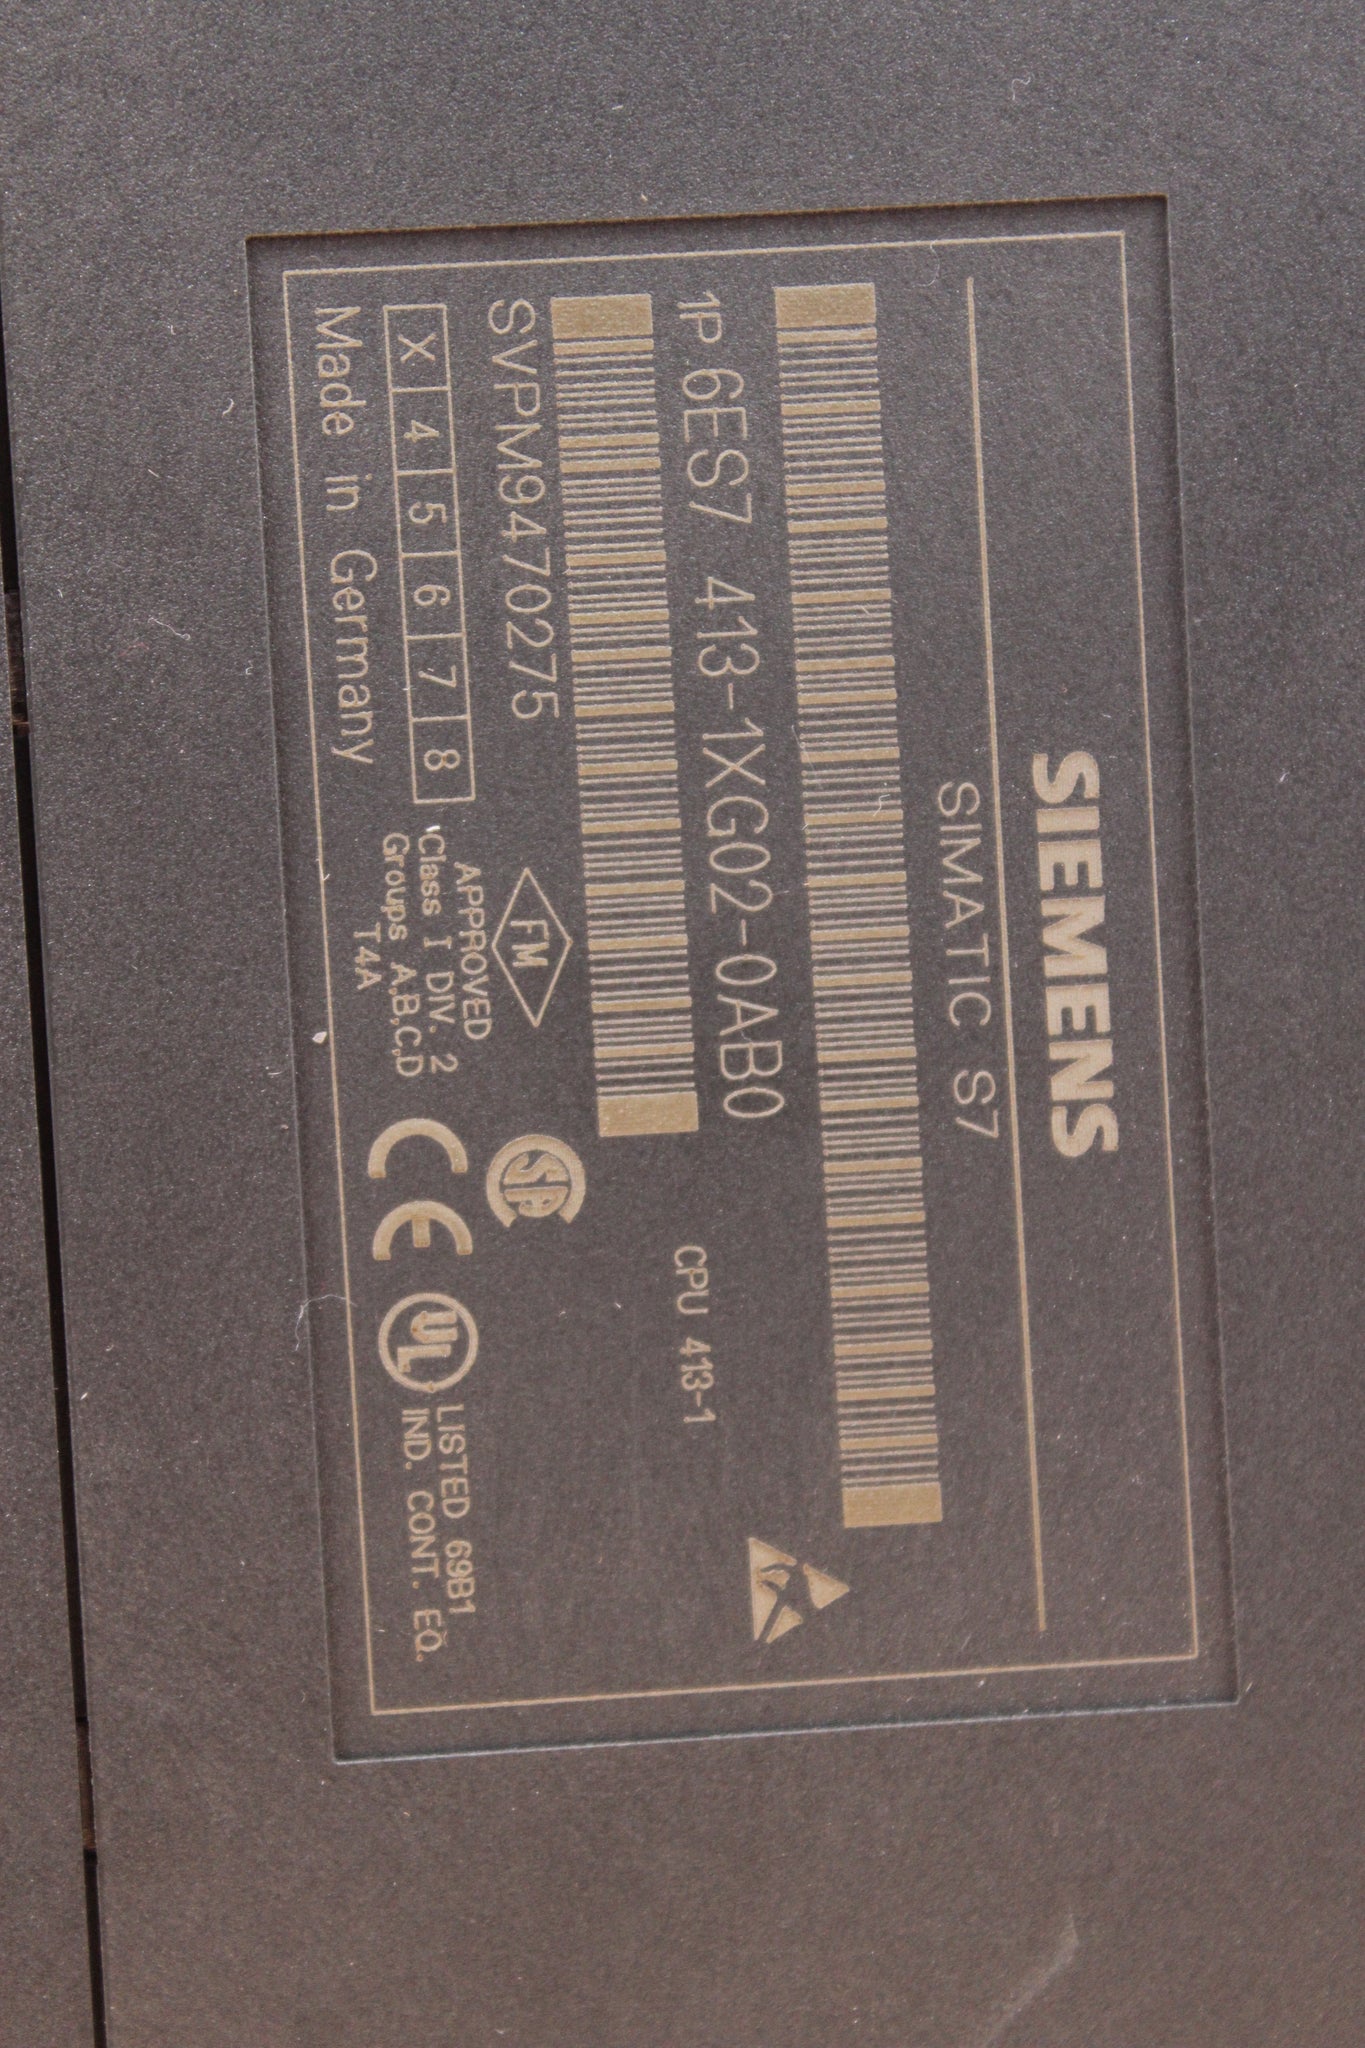 SIEMENS
SIMATIC S7
1P 6ES7 413-1XG02-0AB0
CPU 413-1
SVPM9470275
X 4 5 6 7 8
Made in Germany
FM
APPROVED
Class I DIV. 2
Groups A,B,C,D
T4A
SA
CE
UL
LISTED 69B1
IND. CONT. EQ.